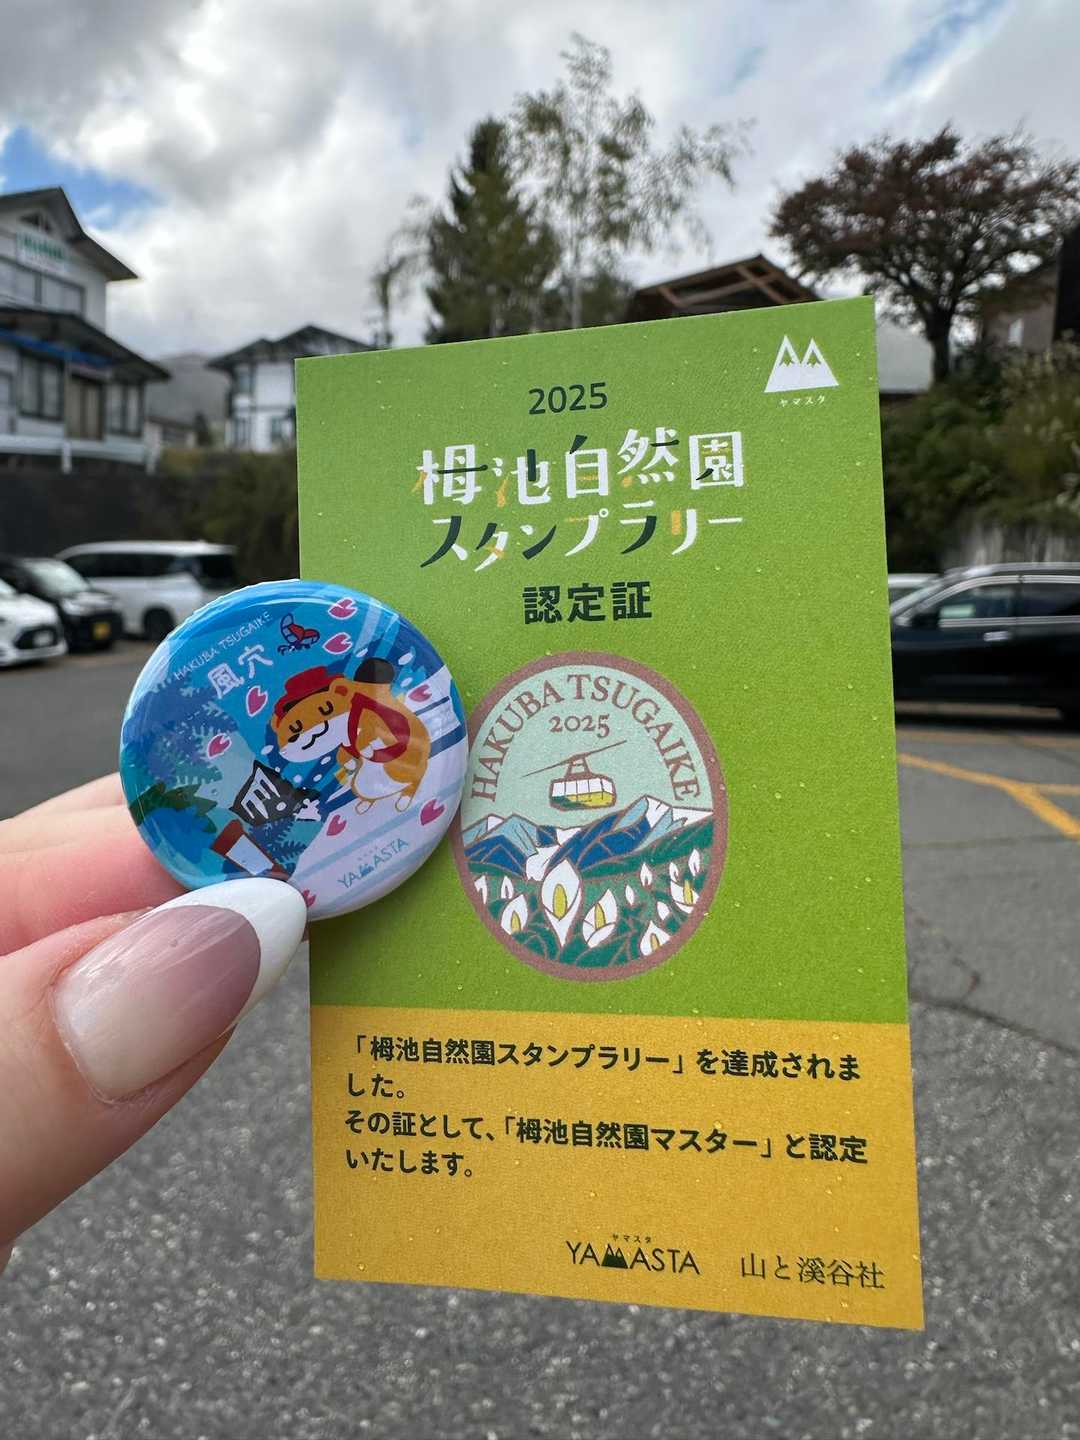 2025
ヤマスタ
栂池自然園
スタンプラリー
認定証
HAKUBA TSUGAIKE
風穴
YAMASTA
HAKUBA TSUGAIKE
2025
「栂池自然園スタンプラリー」を達成されま
した。
その証として、「栂池自然園マスター」と認定
いたします。
ヤマスタ
YAMASTA 山と溪谷社